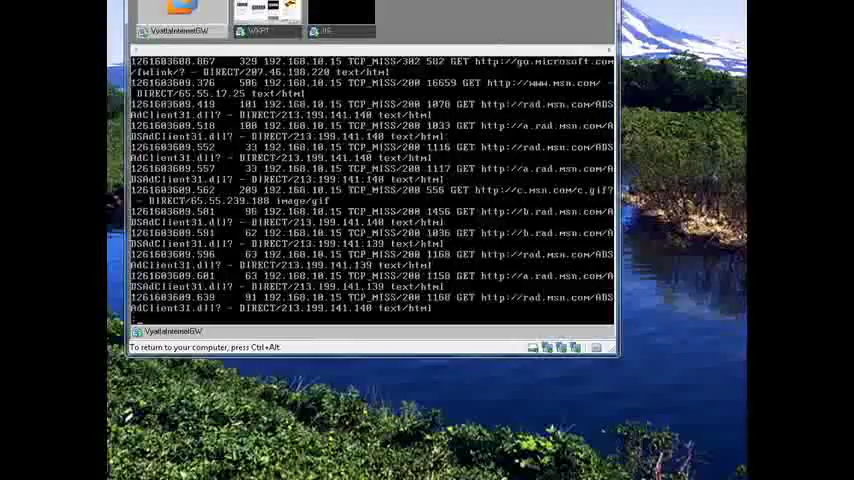 VyattaInternetGW WXPT IIS
1261603608.867 329 192.168.10.15 TCP_MISS/302 582 GET http://go.microsoft.com
/fwlink/? - DIRECT/207.46.198.220 text/html
1261603609.376 506 192.168.10.15 TCP_MISS/200 16659 GET http://www.msn.com/ -
DIRECT/65.55.17.25 text/html
1261603609.419 101 192.168.10.15 TCP_MISS/200 1070 GET http://rad.msn.com/ADS
AdClient31.dll? - DIRECT/213.199.141.140 text/html
1261603609.518 100 192.168.10.15 TCP_MISS/200 1033 GET http://a.rad.msn.com/A
DSAdClient31.dll? - DIRECT/213.199.141.140 text/html
1261603609.552 33 192.168.10.15 TCP_MISS/200 1116 GET http://rad.msn.com/ADS
AdClient31.dll? - DIRECT/213.199.141.140 text/html
1261603609.557 33 192.168.10.15 TCP_MISS/200 1117 GET http://a.rad.msn.com/A
DSAdClient31.dll? - DIRECT/213.199.141.140 text/html
1261603609.562 209 192.168.10.15 TCP_MISS/200 556 GET http://c.msn.com/c.gif?
- DIRECT/65.55.239.188 image/gif
1261603609.581 96 192.168.10.15 TCP_MISS/200 1456 GET http://b.rad.msn.com/A
DSAdClient31.dll? - DIRECT/213.199.141.139 text/html
1261603609.591 62 192.168.10.15 TCP_MISS/200 1036 GET http://b.rad.msn.com/A
DSAdClient31.dll? - DIRECT/213.199.141.139 text/html
1261603609.596 63 192.168.10.15 TCP_MISS/200 1168 GET http://rad.msn.com/ADS
AdClient31.dll? - DIRECT/213.199.141.139 text/html
1261603609.601 63 192.168.10.15 TCP_MISS/200 1158 GET http://a.rad.msn.com/A
DSAdClient31.dll? - DIRECT/213.199.141.139 text/html
1261603609.639 91 192.168.10.15 TCP_MISS/200 1168 GET http://rad.msn.com/ADS
AdClient31.dll? - DIRECT/213.199.141.140 text/html
:
VyattaInternetGW
To return to your computer, press Ctrl+Alt.